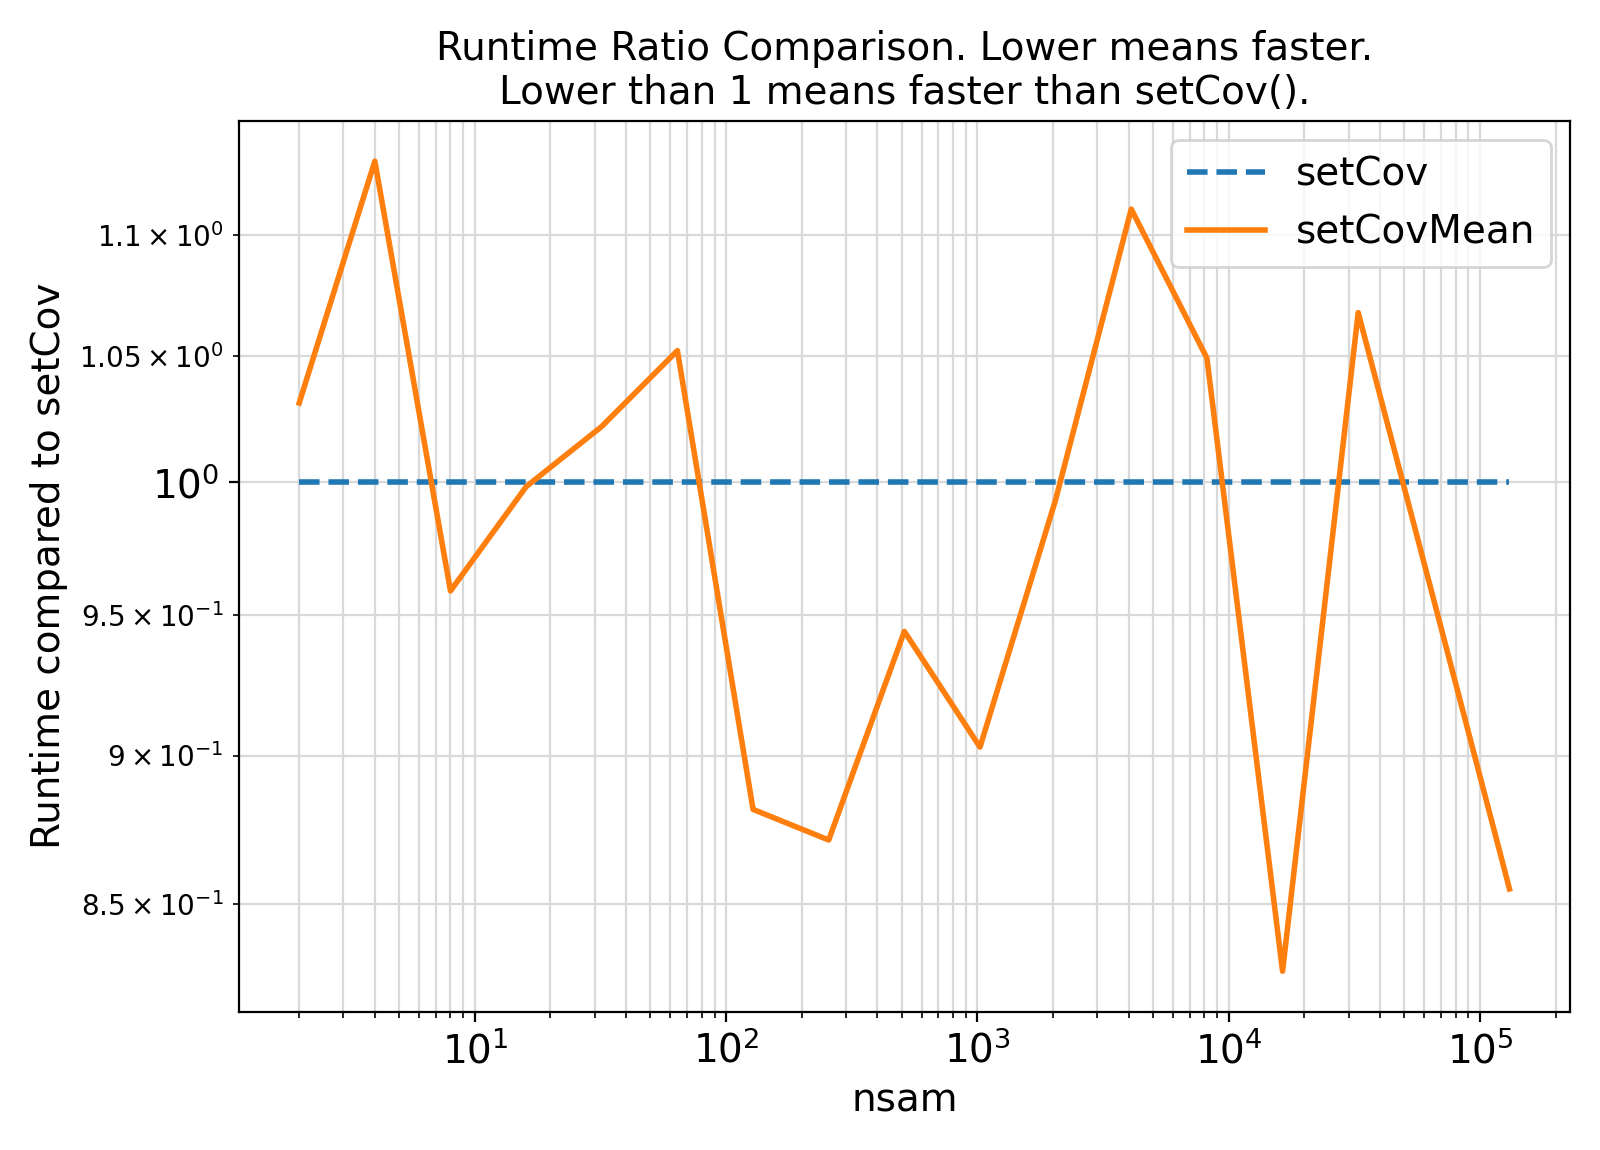 Runtime Ratio Comparison. Lower means faster.
Lower than 1 means faster than setCov().
setCov
setCovMean
Runtime compared to setCov
1.1 × 10⁰
1.05 × 10⁰
10⁰
9.5 × 10⁻¹
9 × 10⁻¹
8.5 × 10⁻¹
10¹ 10² 10³ 10⁴ 10⁵
nsam